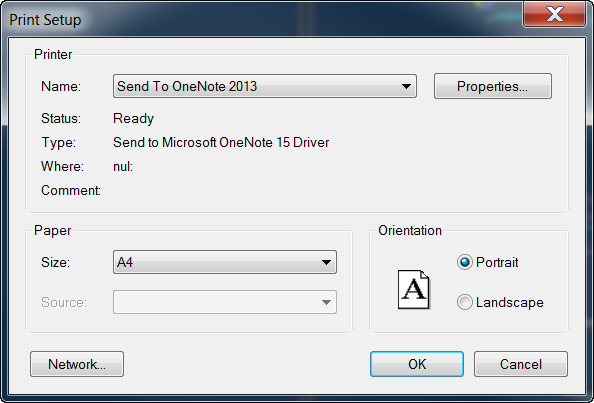 Print Setup
Printer
Name: Send To OneNote 2013 Properties...
Status: Ready
Type: Send to Microsoft OneNote 15 Driver
Where: nul:
Comment:
Paper Orientation
Size: A4 Portrait
A
Source: Landscape
Network... OK Cancel